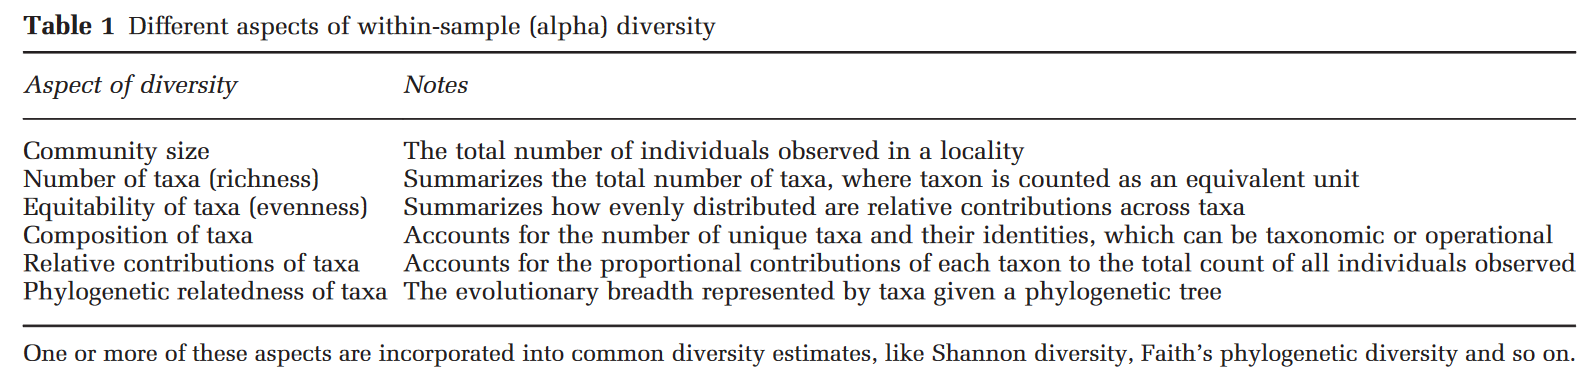 Table 1 Different aspects of within-sample (alpha) diversity
Aspect of diversity Notes
Community size The total number of individuals observed in a locality
Number of taxa (richness) Summarizes the total number of taxa, where taxon is counted as an equivalent unit
Equitability of taxa (evenness) Summarizes how evenly distributed are relative contributions across taxa
Composition of taxa Accounts for the number of unique taxa and their identities, which can be taxonomic or operational
Relative contributions of taxa Accounts for the proportional contributions of each taxon to the total count of all individuals observed
Phylogenetic relatedness of taxa The evolutionary breadth represented by taxa given a phylogenetic tree
One or more of these aspects are incorporated into common diversity estimates, like Shannon diversity, Faith's phylogenetic diversity and so on.